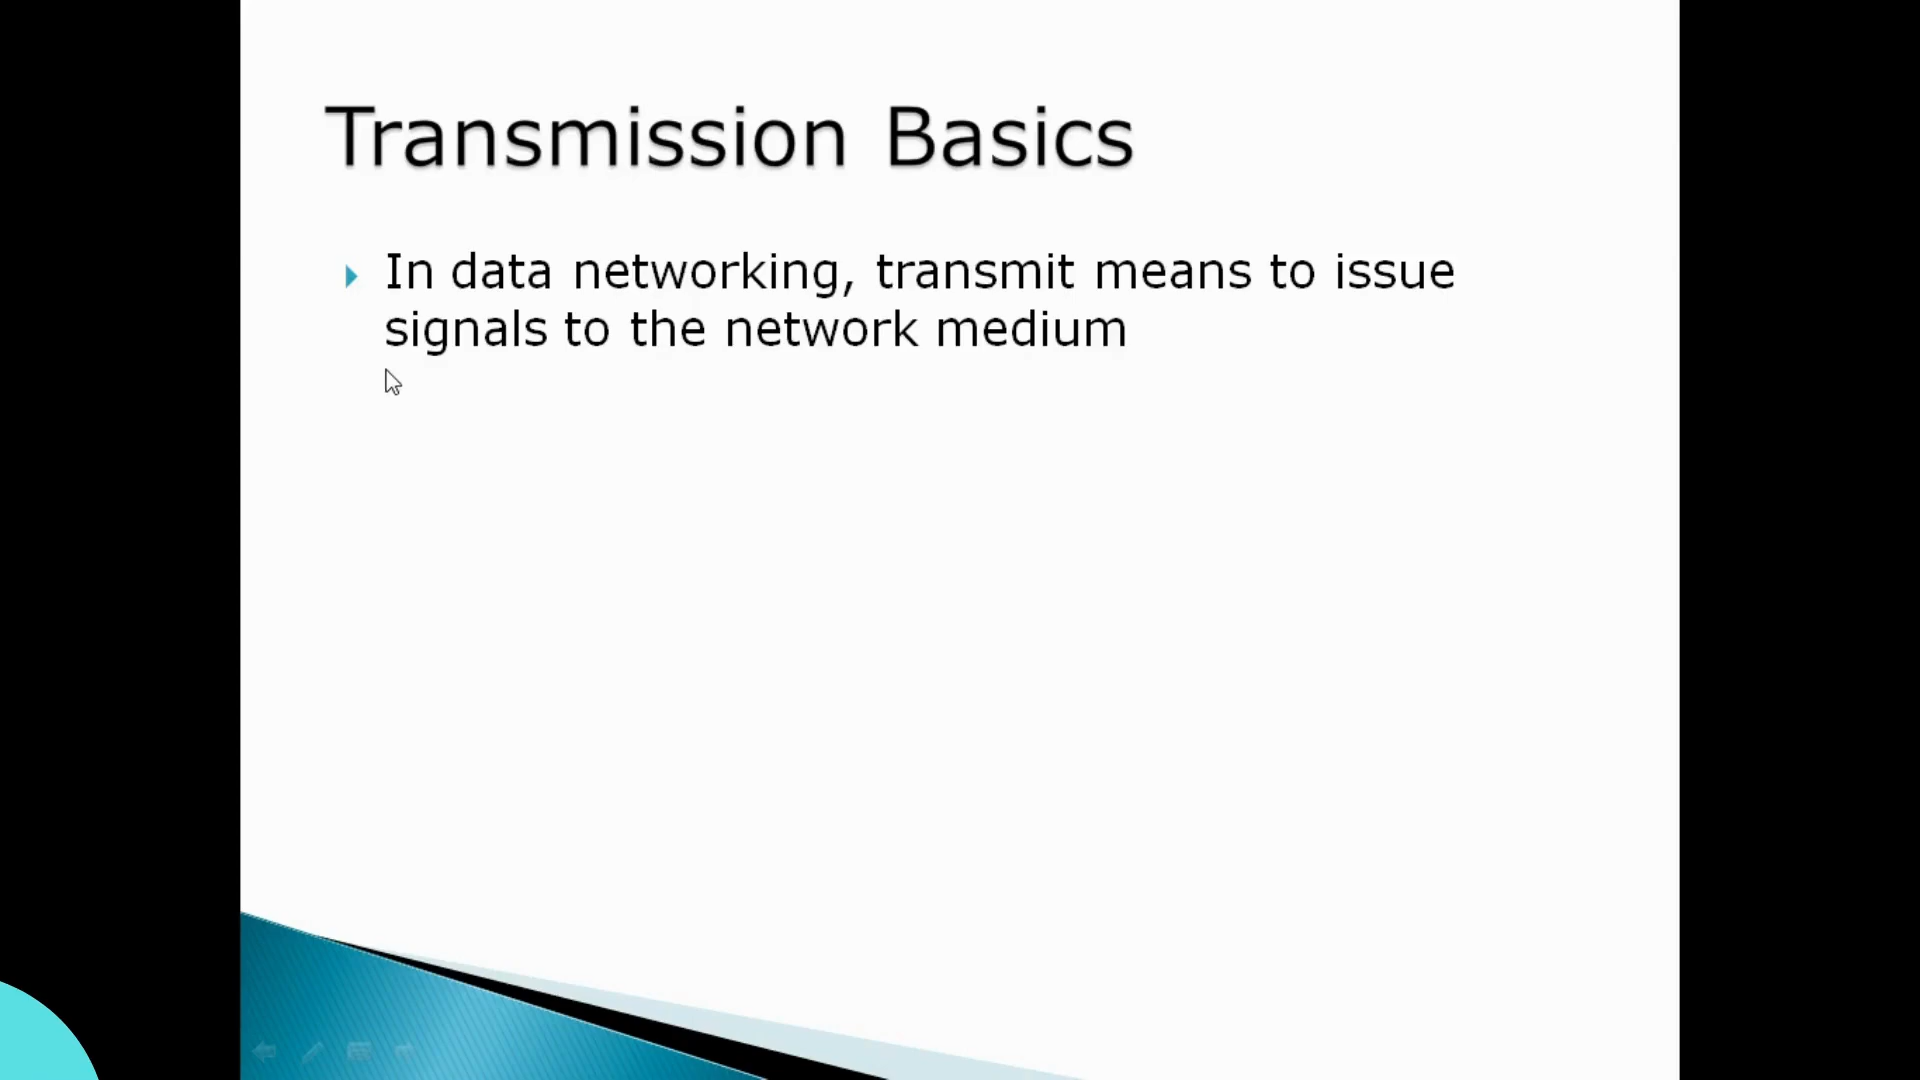 Transmission Basics
In data networking, transmit means to issue
signals to the network medium